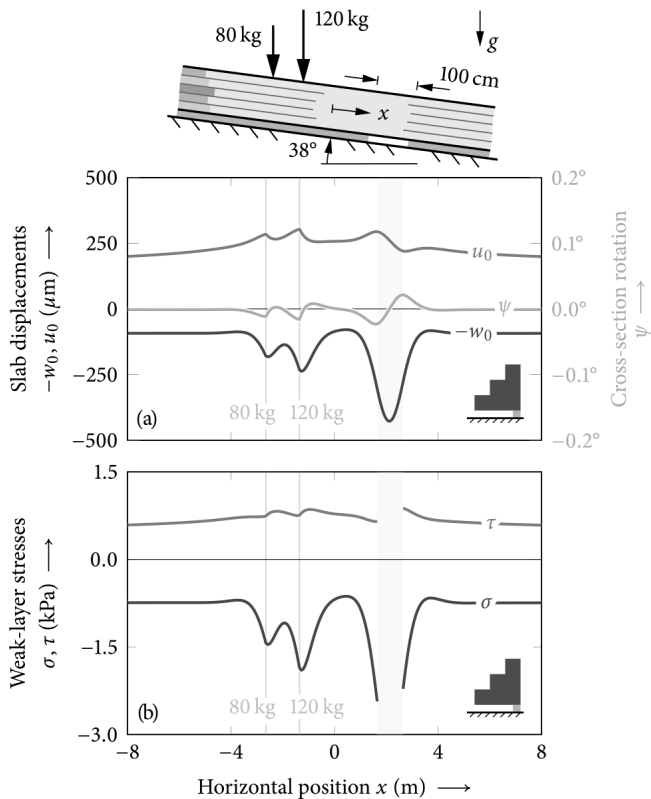 120 kg
80 kg
g
100 cm
x
38°
500
250
0
−250
−500
Slab displacements
−w₀, u₀ (μm) ⟶
0.2°
0.1°
0.0°
−0.1°
−0.2°
Cross-section rotation
ψ ⟶
u₀
ψ
−w₀
(a)
80 kg
120 kg
1.5
0.0
−1.5
−3.0
Weak-layer stresses
σ, τ (kPa) ⟶
τ
σ
(b)
80 kg
120 kg
−8
−4
0
4
8
Horizontal position x (m) ⟶